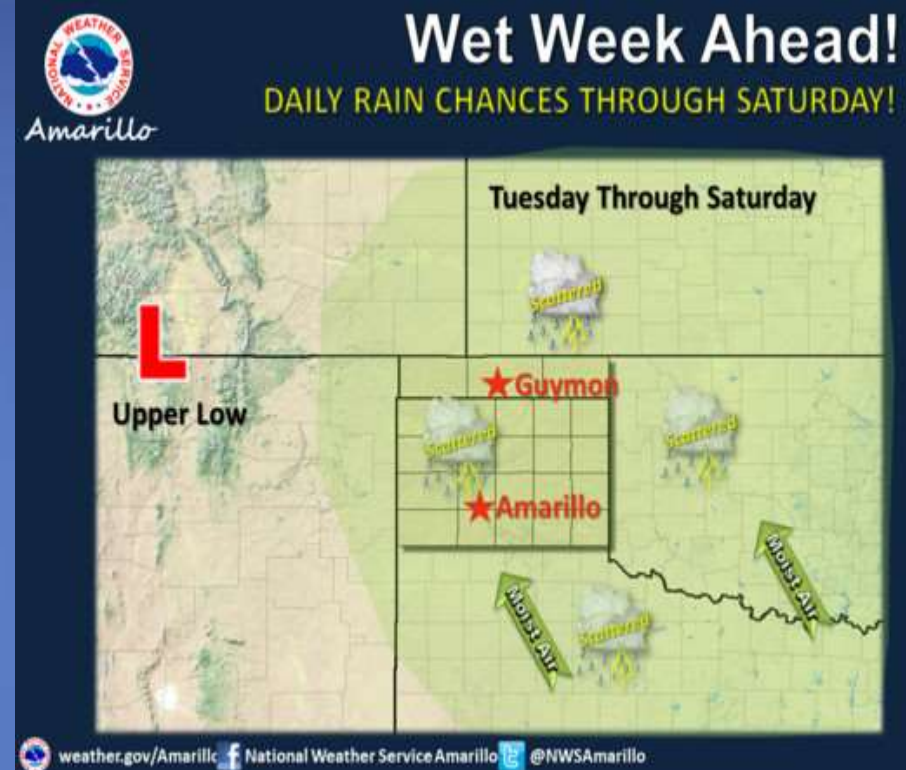 NATIONAL WEATHER SERVICE
Amarillo
Wet Week Ahead!
DAILY RAIN CHANCES THROUGH SATURDAY!
Tuesday Through Saturday
Scattered
L
Upper Low
Guymon
Scattered
Scattered
Amarillo
Moist Air
Moist Air
Scattered
weather.gov/Amarillo
f National Weather Service Amarillo
@NWSAmarillo